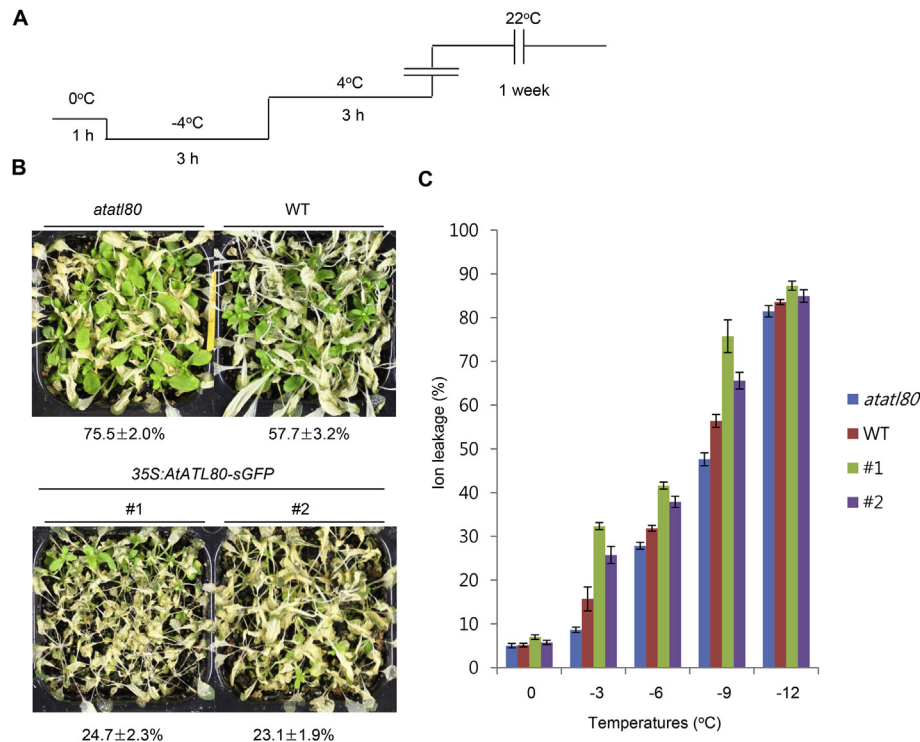 A
0°C
1 h
-4°C
3 h
4°C
3 h
22°C
1 week
B
atatl80 WT
75.5±2.0% 57.7±3.2%
35S:AtATL80-sGFP
#1 #2
24.7±2.3% 23.1±1.9%
C
100
90
80
70
60
50
40
30
20
10
0
Ion leakage (%)
0 -3 -6 -9 -12
Temperatures (°C)
atatl80
WT
#1
#2